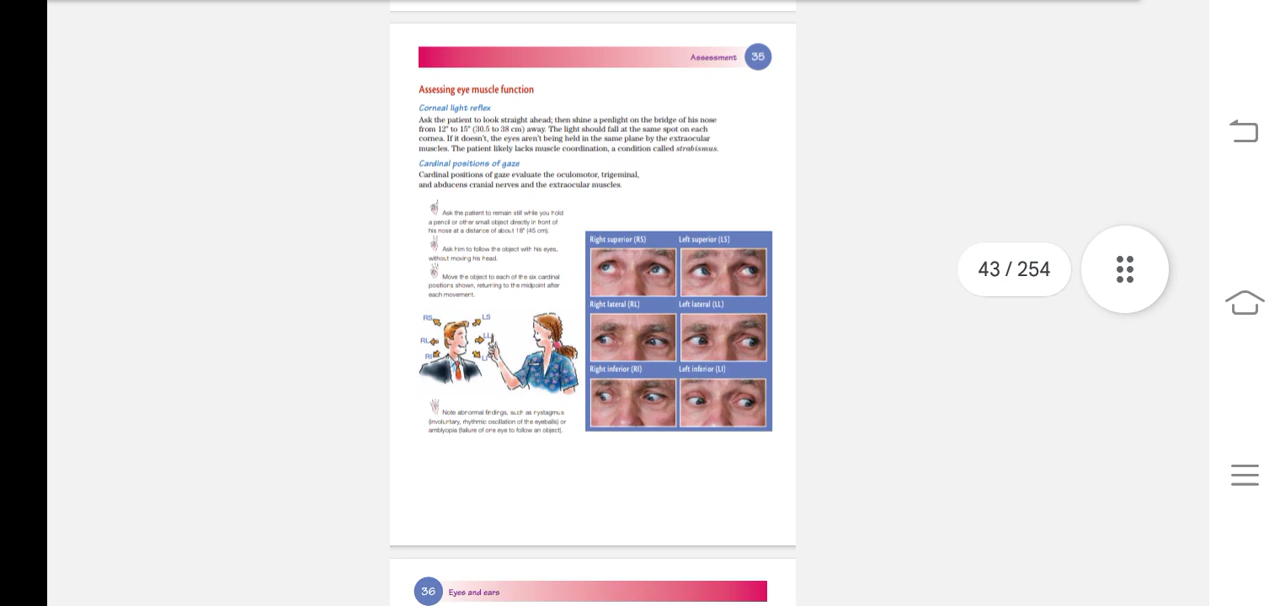 Assessment 35
Assessing eye muscle function
Corneal light reflex
Ask the patient to look straight ahead; then shine a penlight on the bridge of his nose
from 12" to 15" (30.5 to 38 cm) away. The light should fall at the same spot on each
cornea. If it doesn't, the eyes aren't being held in the same plane by the extraocular
muscles. The patient likely lacks muscle coordination, a condition called strabismus.
Cardinal positions of gaze
Cardinal positions of gaze evaluate the oculomotor, trigeminal,
and abducens cranial nerves and the extraocular muscles.
Ask the patient to remain still while you hold
a pencil or other small object directly in front of
his nose at a distance of about 18" (45 cm).
Ask him to follow the object with his eyes,
without moving his head.
Move the object to each of the six cardinal
positions shown, returning to the midpoint after
each movement.
RS LS
RL LL
RI LI
Note abnormal findings, such as nystagmus
(involuntary, rhythmic oscillation of the eyeballs) or
amblyopia (failure of one eye to follow an object).
Right superior (RS) Left superior (LS)
Right lateral (RL) Left lateral (LL)
Right inferior (RI) Left inferior (LI)
43 / 254
36 Eyes and ears